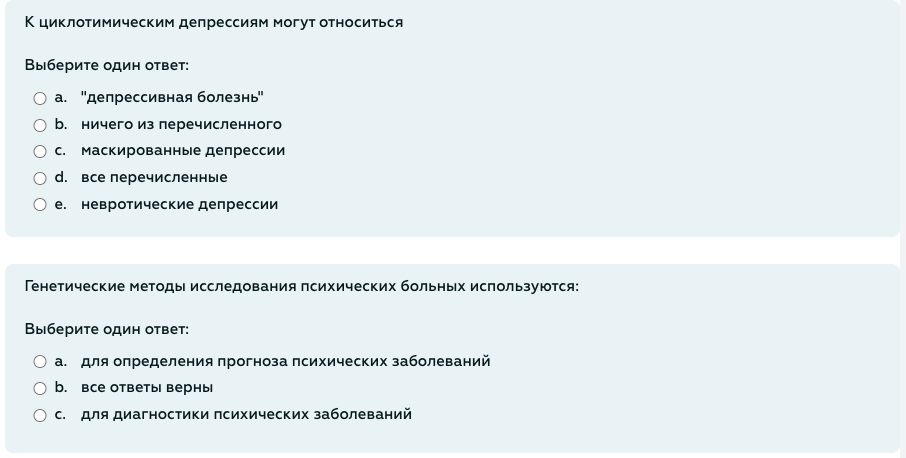 К циклотимическим депрессиям могут относиться
Выберите один ответ:
a. "депрессивная болезнь"
b. ничего из перечисленного
c. маскированные депрессии
d. все перечисленные
e. невротические депрессии
Генетические методы исследования психических больных используются:
Выберите один ответ:
a. для определения прогноза психических заболеваний
b. все ответы верны
c. для диагностики психических заболеваний